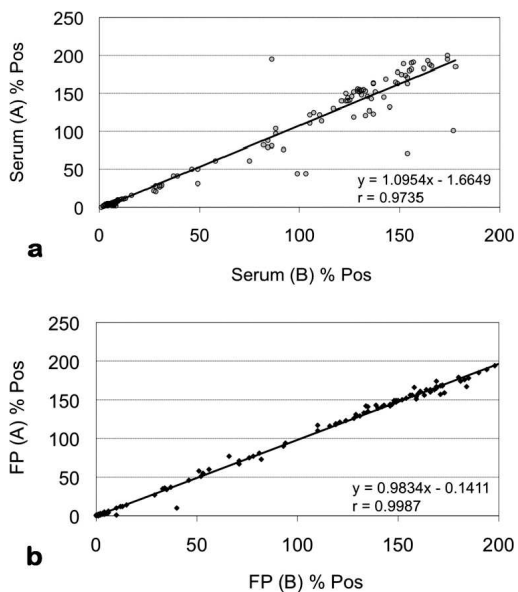 250
200
150
100
50
0
Serum (A) % Pos
y = 1.0954x - 1.6649
r = 0.9735
0 50 100 150 200
a
Serum (B) % Pos
250
200
150
100
50
0
FP (A) % Pos
y = 0.9834x - 0.1411
r = 0.9987
0 50 100 150 200
b
FP (B) % Pos